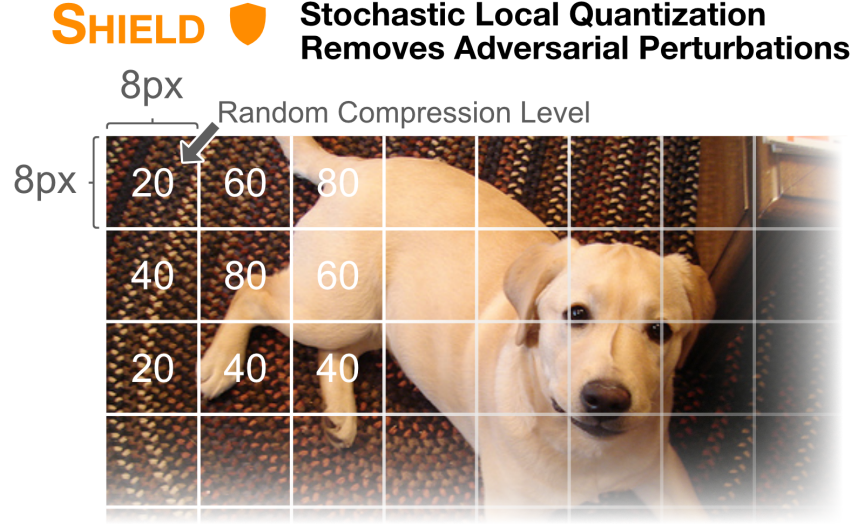 SHIELD
Stochastic Local Quantization
Removes Adversarial Perturbations
8px
Random Compression Level
8px
20 60 80
40 80 60
20 40 40